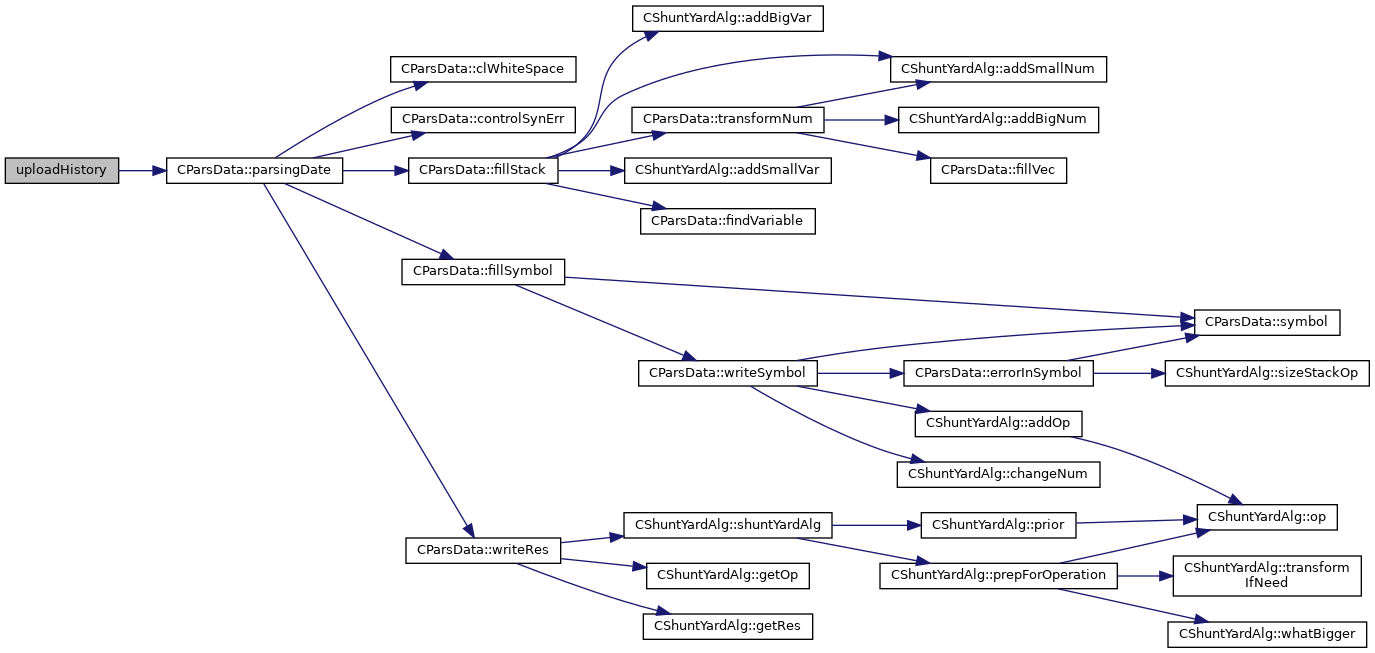 CShuntYardAlg::addBigVar
CParsData::clWhiteSpace
CShuntYardAlg::addSmallNum
CParsData::controlSynErr
CParsData::transformNum
CShuntYardAlg::addBigNum
uploadHistory
CParsData::parsingDate
CParsData::fillStack
CShuntYardAlg::addSmallVar
CParsData::fillVec
CParsData::findVariable
CParsData::fillSymbol
CParsData::symbol
CParsData::writeSymbol
CParsData::errorInSymbol
CShuntYardAlg::sizeStackOp
CShuntYardAlg::addOp
CShuntYardAlg::changeNum
CShuntYardAlg::op
CShuntYardAlg::shuntYardAlg
CShuntYardAlg::prior
CParsData::writeRes
CShuntYardAlg::getOp
CShuntYardAlg::prepForOperation
CShuntYardAlg::transform
IfNeed
CShuntYardAlg::getRes
CShuntYardAlg::whatBigger